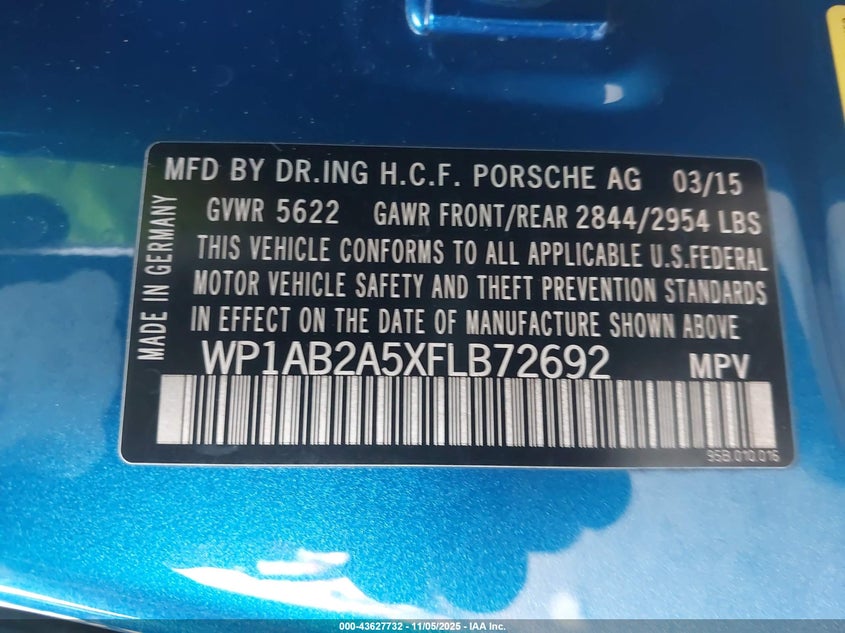 MFD BY DR.ING H.C.F. PORSCHE AG 03/15
GVWR 5622 GAWR FRONT/REAR 2844/2954 LBS
THIS VEHICLE CONFORMS TO ALL APPLICABLE U.S.FEDERAL
MOTOR VEHICLE SAFETY AND THEFT PREVENTION STANDARDS
IN EFFECT ON THE DATE OF MANUFACTURE SHOWN ABOVE
MADE IN GERMANY
WP1AB2A5XFLB72692 MPV
95B.010.016
000-43627732 - 11/05/2025 - IAA Inc.